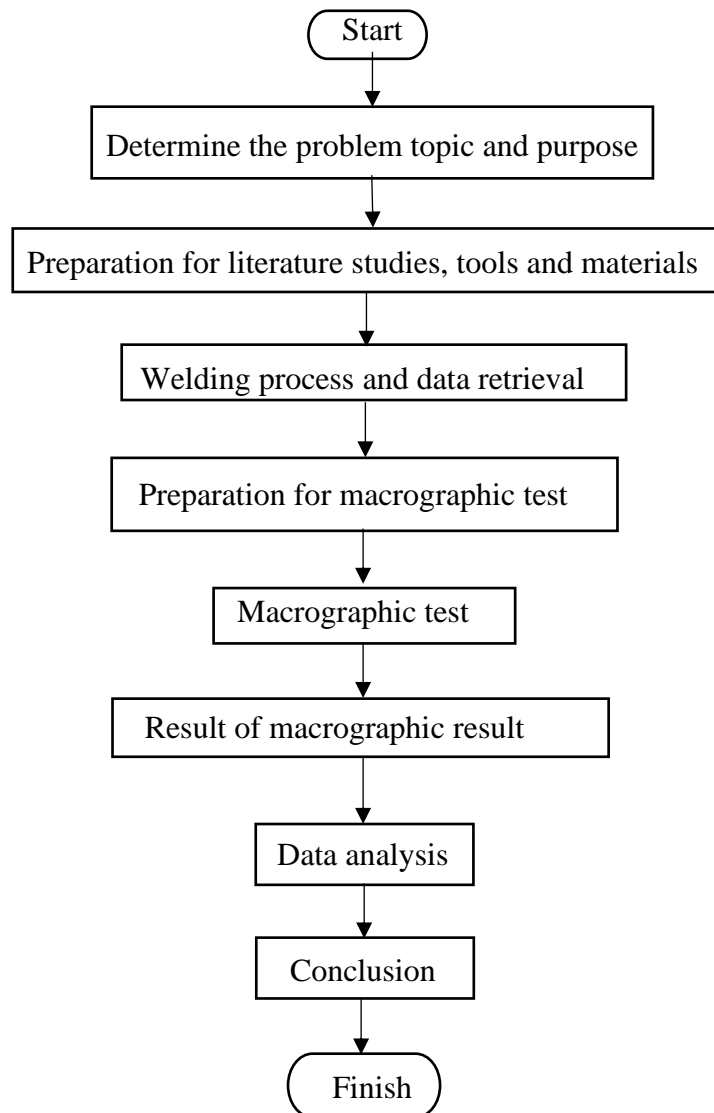 Start
Determine the problem topic and purpose
Preparation for literature studies, tools and materials
Welding process and data retrieval
Preparation for macrographic test
Macrographic test
Result of macrographic result
Data analysis
Conclusion
Finish